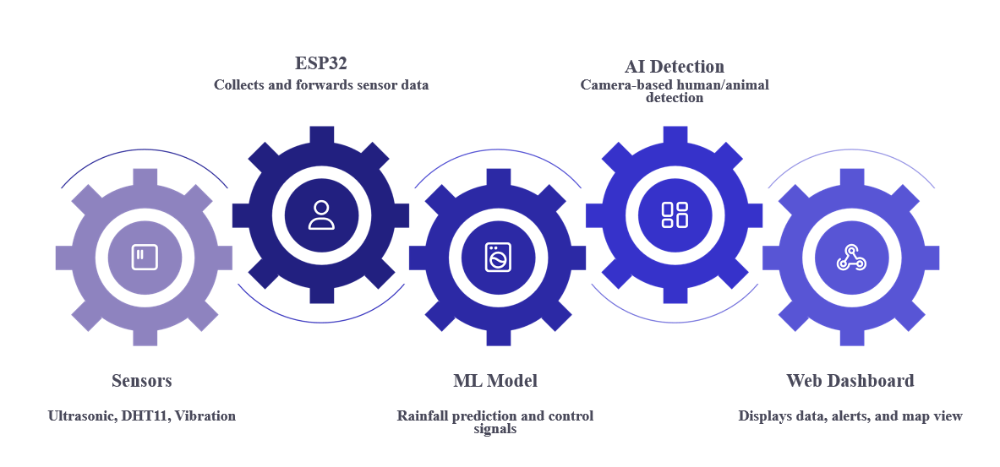 ESP32
Collects and forwards sensor data
AI Detection
Camera-based human/animal
detection
Sensors
Ultrasonic, DHT11, Vibration
ML Model
Rainfall prediction and control
signals
Web Dashboard
Displays data, alerts, and map view